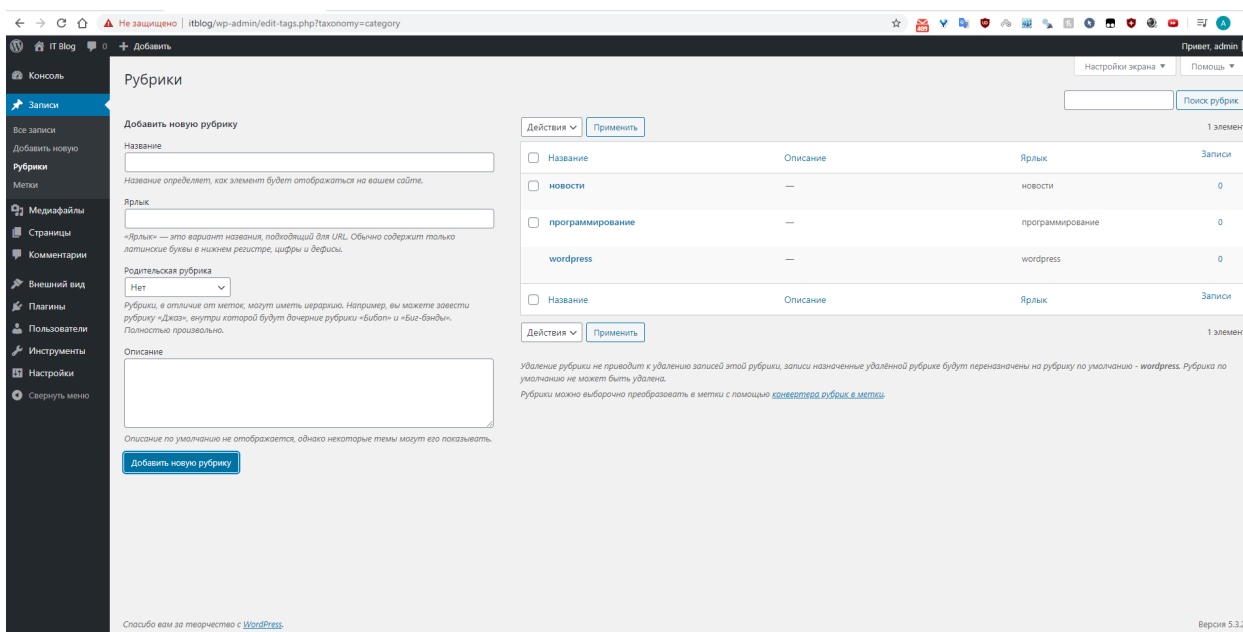 Не защищено | itblog/wp-admin/edit-tags.php?taxonomy=category
405
A
IT Blog 0 + Добавить
Привет, admin
Консоль
Записи
Все записи
Добавить новую
Рубрики
Метки
Медиафайлы
Страницы
Комментарии
Внешний вид
Плагины
Пользователи
Инструменты
Настройки
Свернуть меню
Настройки экрана
Помощь
Рубрики
Поиск рубрик
Добавить новую рубрику
Название
Название определяет, как элемент будет отображаться на вашем сайте.
Ярлык
«Ярлык» — это вариант названия, подходящий для URL. Обычно содержит только
латинские буквы в нижнем регистре, цифры и дефисы.
Родительская рубрика
Нет
Рубрики, в отличие от меток, могут иметь иерархию. Например, вы можете завести
рубрику «Джаз», внутри которой будут дочерние рубрики «Бибоп» и «Биг-бэнды».
Полностью произвольно.
Описание
Описание по умолчанию не отображается, однако некоторые темы могут его показывать.
Добавить новую рубрику
Действия Применить 1 элемент
Название Описание Ярлык Записи
новости — новости 0
программирование — программирование 0
wordpress — wordpress 0
Название Описание Ярлык Записи
Действия Применить 1 элемент
Удаление рубрики не приводит к удалению записей этой рубрики, записи назначенные удалённой рубрике будут переназначены на рубрику по умолчанию - wordpress. Рубрика по
умолчанию не может быть удалена.
Рубрики можно выборочно преобразовать в метки с помощью конвертера рубрик в метки.
Спасибо вам за творчество с WordPress.
Версия 5.3.2